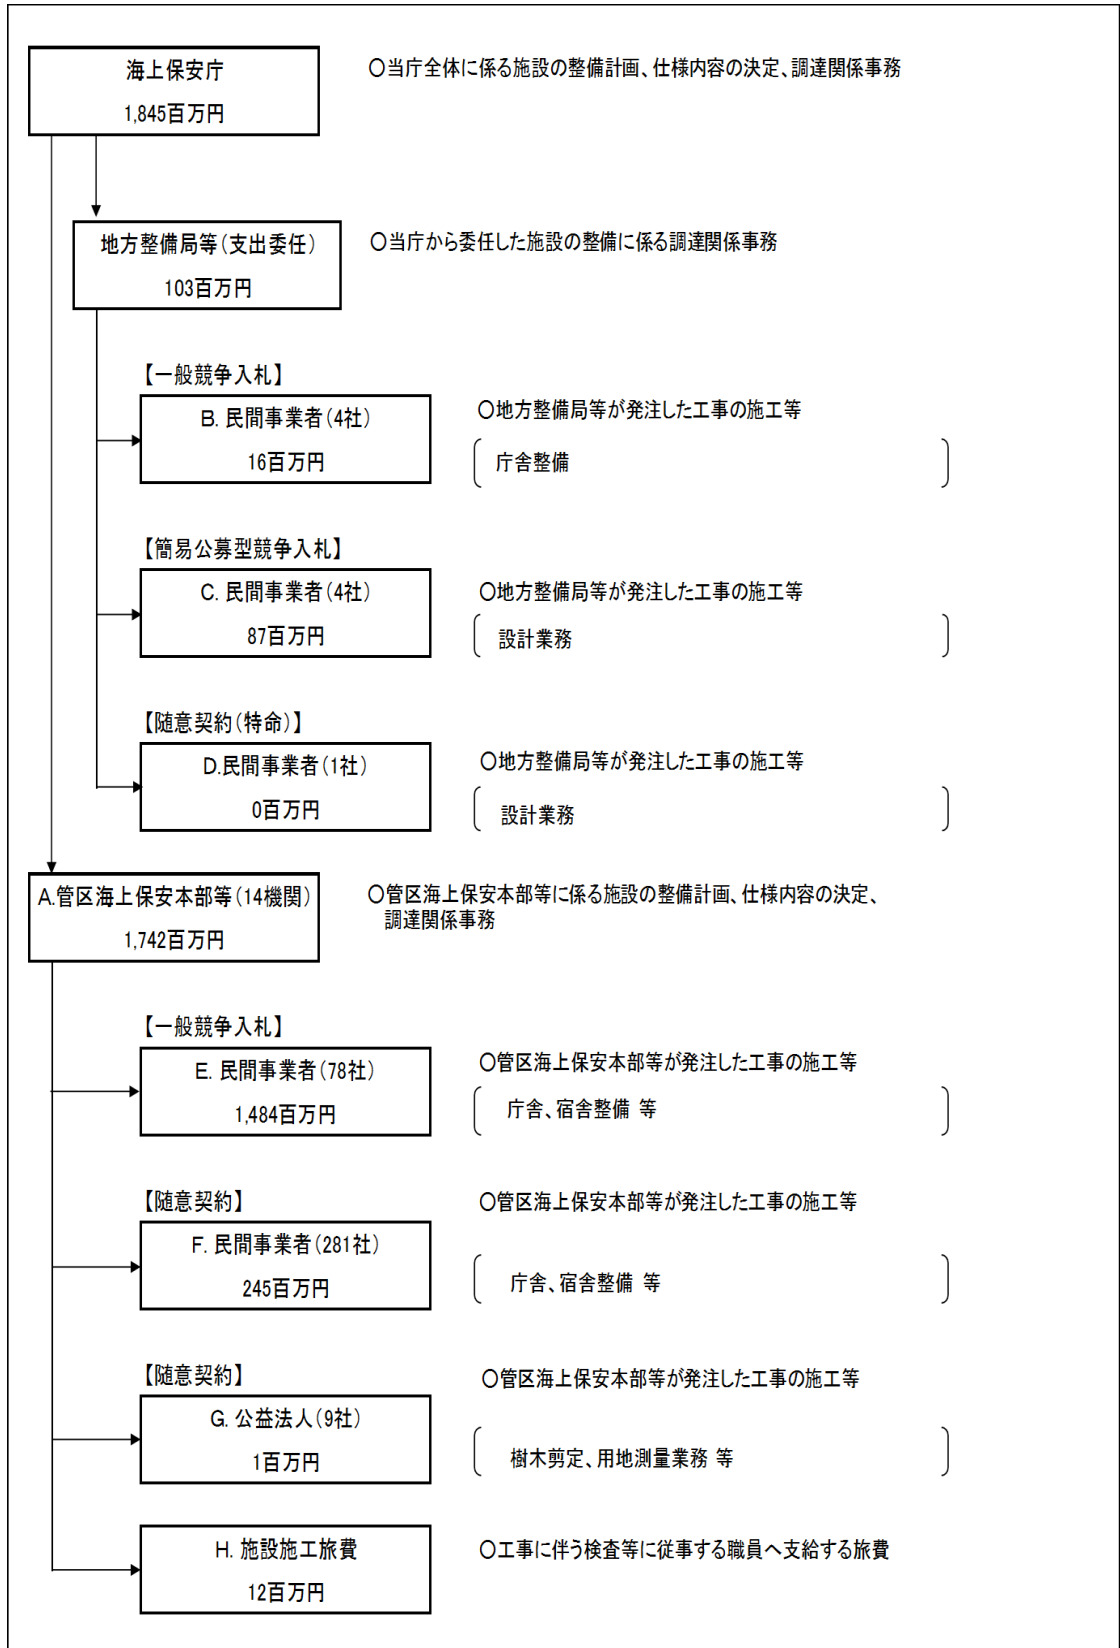 海上保安庁
1,845百万円
〇当庁全体に係る施設の整備計画、仕様内容の決定、調達関係事務
地方整備局等(支出委任)
103百万円
〇当庁から委任した施設の整備に係る調達関係事務
【一般競争入札】
B. 民間事業者(4社)
16百万円
〇地方整備局等が発注した工事の施工等
庁舎整備
【簡易公募型競争入札】
C. 民間事業者(4社)
87百万円
〇地方整備局等が発注した工事の施工等
設計業務
【随意契約(特命)】
D.民間事業者(1社)
0百万円
〇地方整備局等が発注した工事の施工等
設計業務
A.管区海上保安本部等(14機関)
1,742百万円
〇管区海上保安本部等に係る施設の整備計画、仕様内容の決定、
調達関係事務
【一般競争入札】
E. 民間事業者(78社)
1,484百万円
〇管区海上保安本部等が発注した工事の施工等
庁舎、宿舎整備 等
【随意契約】
F. 民間事業者(281社)
245百万円
〇管区海上保安本部等が発注した工事の施工等
庁舎、宿舎整備 等
【随意契約】
G. 公益法人(9社)
1百万円
〇管区海上保安本部等が発注した工事の施工等
樹木剪定、用地測量業務 等
H. 施設施工旅費
12百万円
〇工事に伴う検査等に従事する職員へ支給する旅費